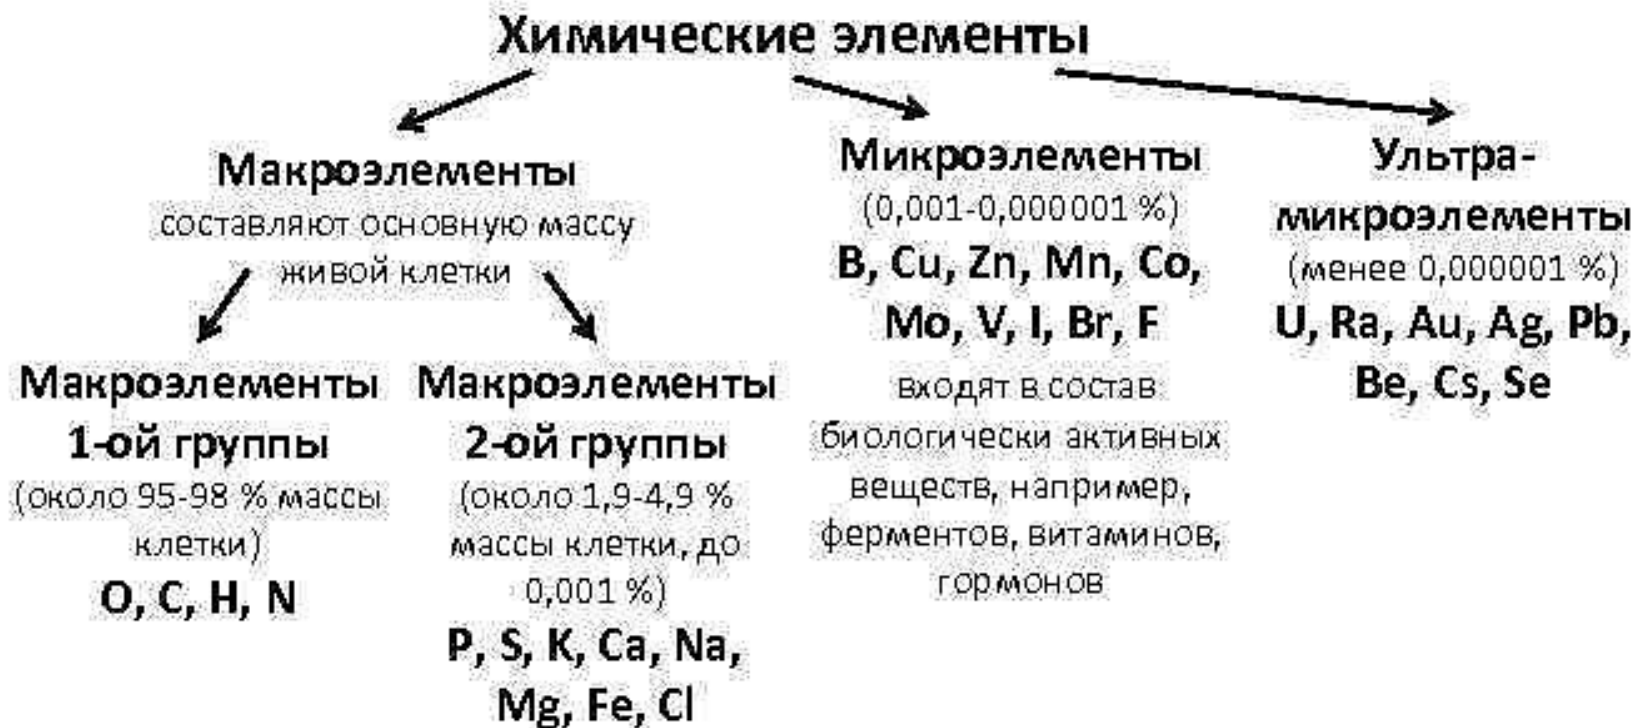 Химические элементы
Макроэлементы
составляют основную массу
живой клетки
Макроэлементы
1-ой группы
(около 95-98 % массы
клетки)
O, C, H, N
Макроэлементы
2-ой группы
(около 1,9-4,9 %
массы клетки, до
0,001 %)
P, S, K, Ca, Na,
Mg, Fe, Cl
Микроэлементы
(0,001-0,000001 %)
B, Cu, Zn, Mn, Co,
Mo, V, I, Br, F
входят в состав
биологически активных
веществ, например,
ферментов, витаминов,
гормонов
Ультра-
микроэлементы
(менее 0,000001 %)
U, Ra, Au, Ag, Pb,
Be, Cs, Se